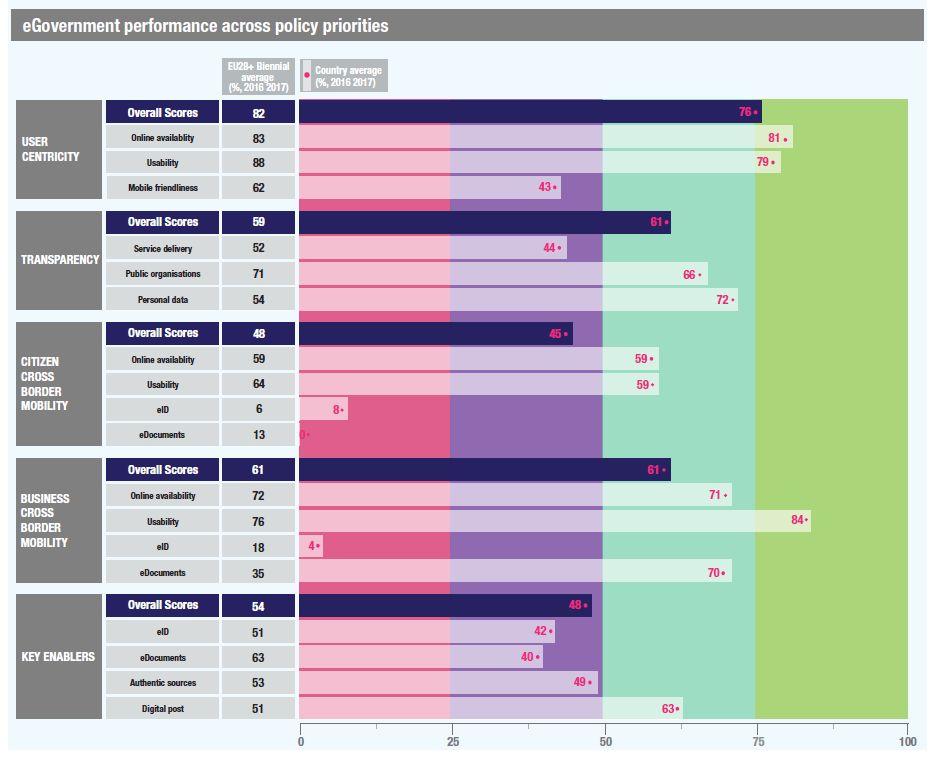 eGovernment performance across policy priorities
EU28+ Biennial
average
(%, 2016 2017)
Country average
(%, 2016 2017)
USER
CENTRICITY
Overall Scores 82 76
Online availablity 83 81
Usability 88 79
Mobile friendliness 62 43
TRANSPARENCY
Overall Scores 59 61
Service delivery 52 44
Public organisations 71 66
Personal data 54 72
CITIZEN
CROSS
BORDER
MOBILITY
Overall Scores 48 45
Online availablity 59 59
Usability 64 59
eID 6 8
eDocuments 13 0
BUSINESS
CROSS
BORDER
MOBILITY
Overall Scores 61 61
Online availability 72 71
Usability 76 84
eID 18 4
eDocuments 35 70
KEY ENABLERS
Overall Scores 54 48
eID 51 42
eDocuments 63 40
Authentic sources 53 49
Digital post 51 63
0 25 50 75 100